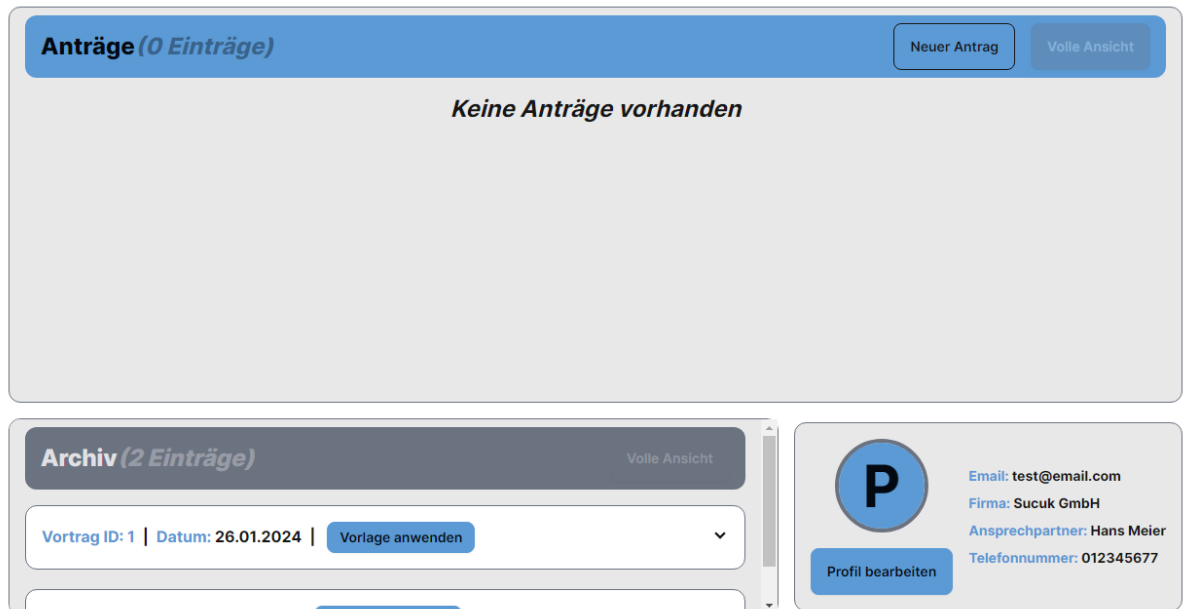 Anträge (0 Einträge)
Neuer Antrag
Volle Ansicht
Keine Anträge vorhanden
Archiv (2 Einträge)
Volle Ansicht
Vortrag ID: 1 | Datum: 26.01.2024 | Vorlage anwenden
P
Profil bearbeiten
Email: test@email.com
Firma: Sucuk GmbH
Ansprechpartner: Hans Meier
Telefonnummer: 012345677